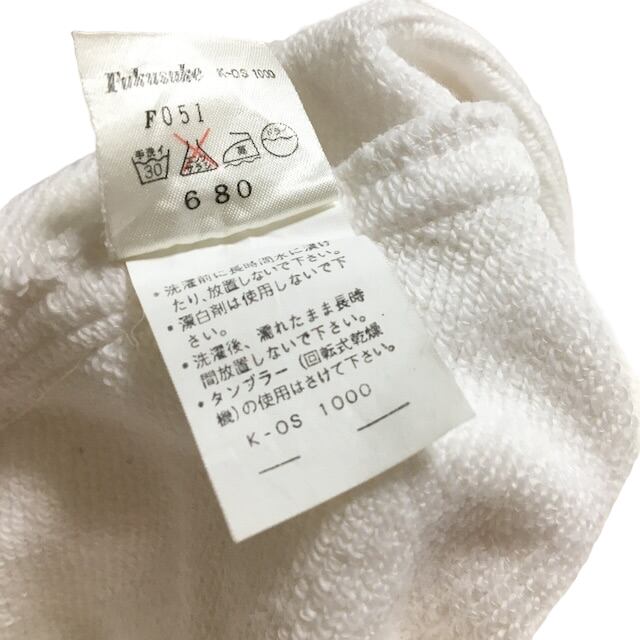 Fukusuke K-OS 1000
F051
手洗イ 30 エンソサラシ 高 ドライ
680
・洗濯前に長時間水に漬け
たり、放置しないで下さい。
・漂白剤は使用しないで下
さい。
・洗濯後、濡れたまま長時
間放置しないで下さい。
・タンブラー（回転式乾燥
機）の使用はさけて下さい。
K-OS 1000